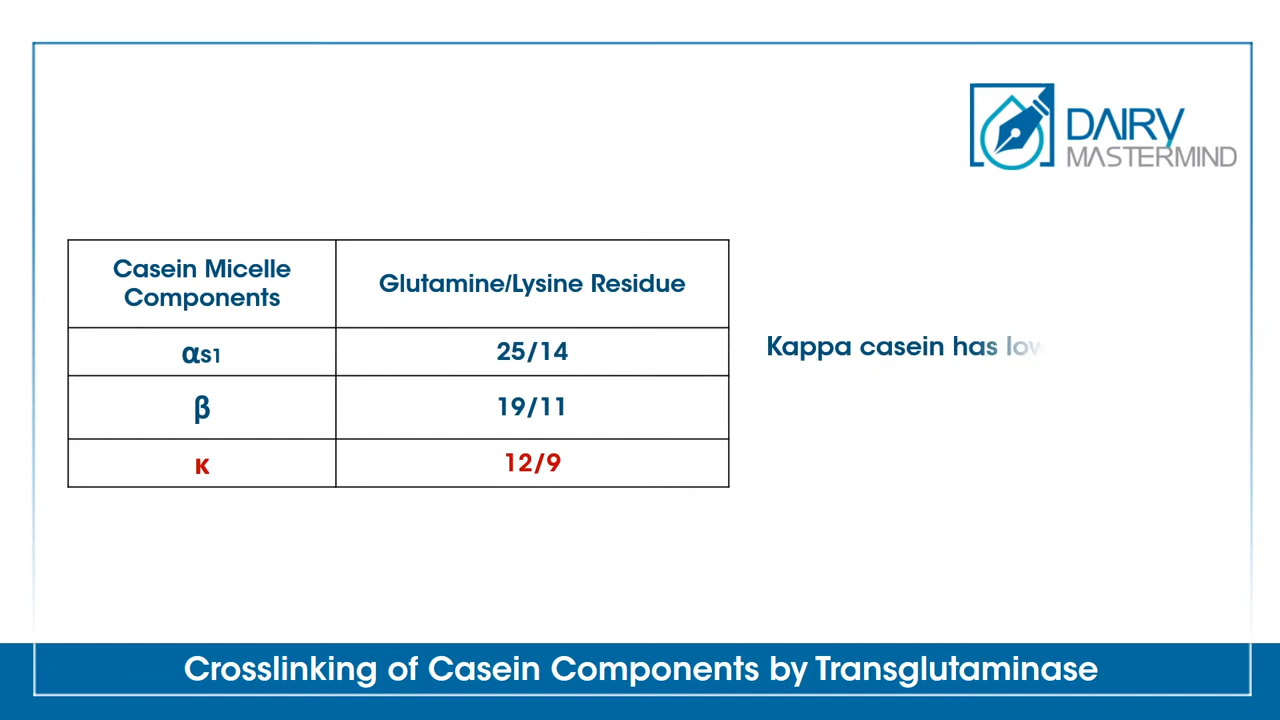 DAIRY
MASTERMIND
Casein Micelle
Components
Glutamine/Lysine Residue
αs1
25/14
Kappa casein has
β
19/11
κ
12/9
Crosslinking of Casein Components by Transglutaminase